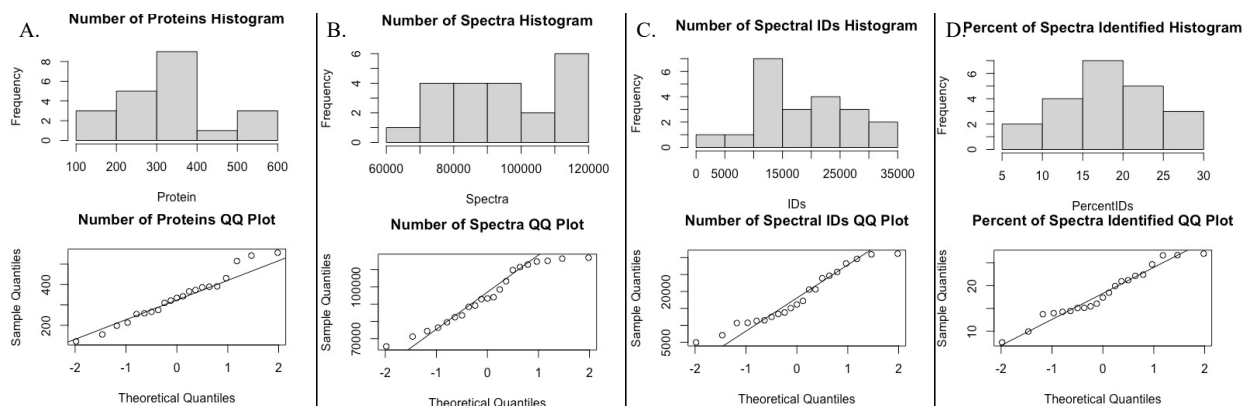 A.
Number of Proteins Histogram
Frequency
8
6
4
2
0
100 200 300 400 500 600
Protein
Number of Proteins QQ Plot
Sample Quantiles
400
200
-2 -1 0 1 2
Theoretical Quantiles
B.
Number of Spectra Histogram
Frequency
6
4
2
0
60000 80000 100000 120000
Spectra
Number of Spectra QQ Plot
Sample Quantiles
100000
70000
-2 -1 0 1 2
Theoretical Quantiles
C.
Number of Spectral IDs Histogram
Frequency
6
4
2
0
0 5000 15000 25000 35000
IDs
Number of Spectral IDs QQ Plot
Sample Quantiles
20000
5000
-2 -1 0 1 2
Theoretical Quantiles
D.
Percent of Spectra Identified Histogram
Frequency
6
4
2
0
5 10 15 20 25 30
PercentIDs
Percent of Spectra Identified QQ Plot
Sample Quantiles
20
10
-2 -1 0 1 2
Theoretical Quantiles